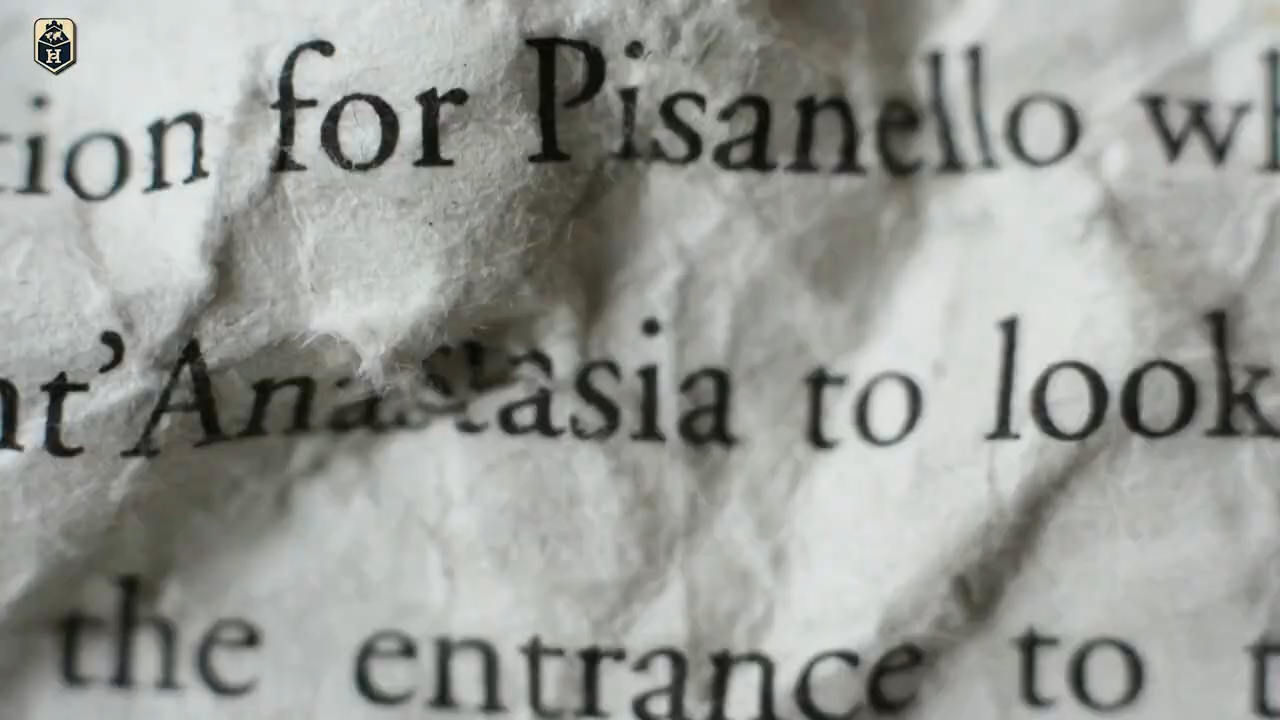 tion for Pisanello wh
nt'Anastasia to look
the entrance to t